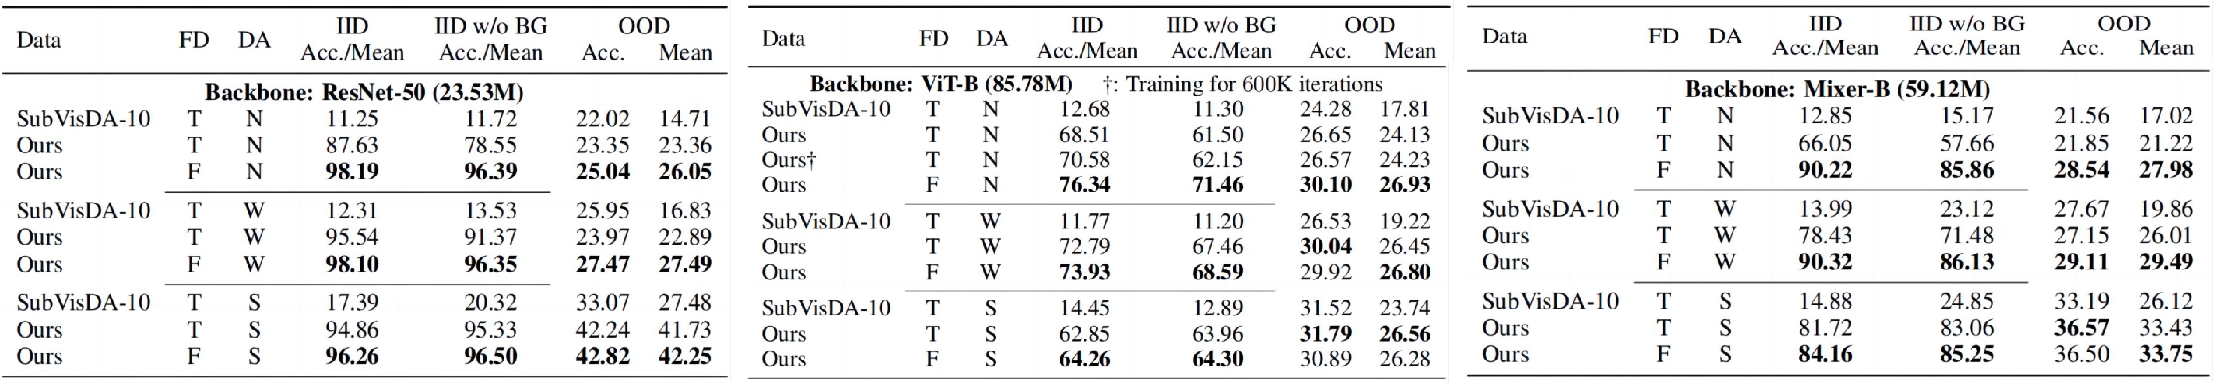 Data FD DA IID Acc./Mean IID w/o BG Acc./Mean OOD Acc. Mean
Backbone: ResNet-50 (23.53M)
SubVisDA-10 T N 11.25 11.72 22.02 14.71
Ours T N 87.63 78.55 23.35 23.36
Ours F N 98.19 96.39 25.04 26.05
SubVisDA-10 T W 12.31 13.53 25.95 16.83
Ours T W 95.54 91.37 23.97 22.89
Ours F W 98.10 96.35 27.47 27.49
SubVisDA-10 T S 17.39 20.32 33.07 27.48
Ours T S 94.86 95.33 42.24 41.73
Ours F S 96.26 96.50 42.82 42.25
Data FD DA IID Acc./Mean IID w/o BG Acc./Mean OOD Acc. Mean
Backbone: ViT-B (85.78M) †: Training for 600K iterations
SubVisDA-10 T N 12.68 11.30 24.28 17.81
Ours T N 68.51 61.50 26.65 24.13
Ours† T N 70.58 62.15 26.57 24.23
Ours F N 76.34 71.46 30.10 26.93
SubVisDA-10 T W 11.77 11.20 26.53 19.22
Ours T W 72.79 67.46 30.04 26.45
Ours F W 73.93 68.59 29.92 26.80
SubVisDA-10 T S 14.45 12.89 31.52 23.74
Ours T S 62.85 63.96 31.79 26.56
Ours F S 64.26 64.30 30.89 26.28
Data FD DA IID Acc./Mean IID w/o BG Acc./Mean OOD Acc. Mean
Backbone: Mixer-B (59.12M)
SubVisDA-10 T N 12.85 15.17 21.56 17.02
Ours T N 66.05 57.66 21.85 21.22
Ours F N 90.22 85.86 28.54 27.98
SubVisDA-10 T W 13.99 23.12 27.67 19.86
Ours T W 78.43 71.48 27.15 26.01
Ours F W 90.32 86.13 29.11 29.49
SubVisDA-10 T S 14.88 24.85 33.19 26.12
Ours T S 81.72 83.06 36.57 33.43
Ours F S 84.16 85.25 36.50 33.75